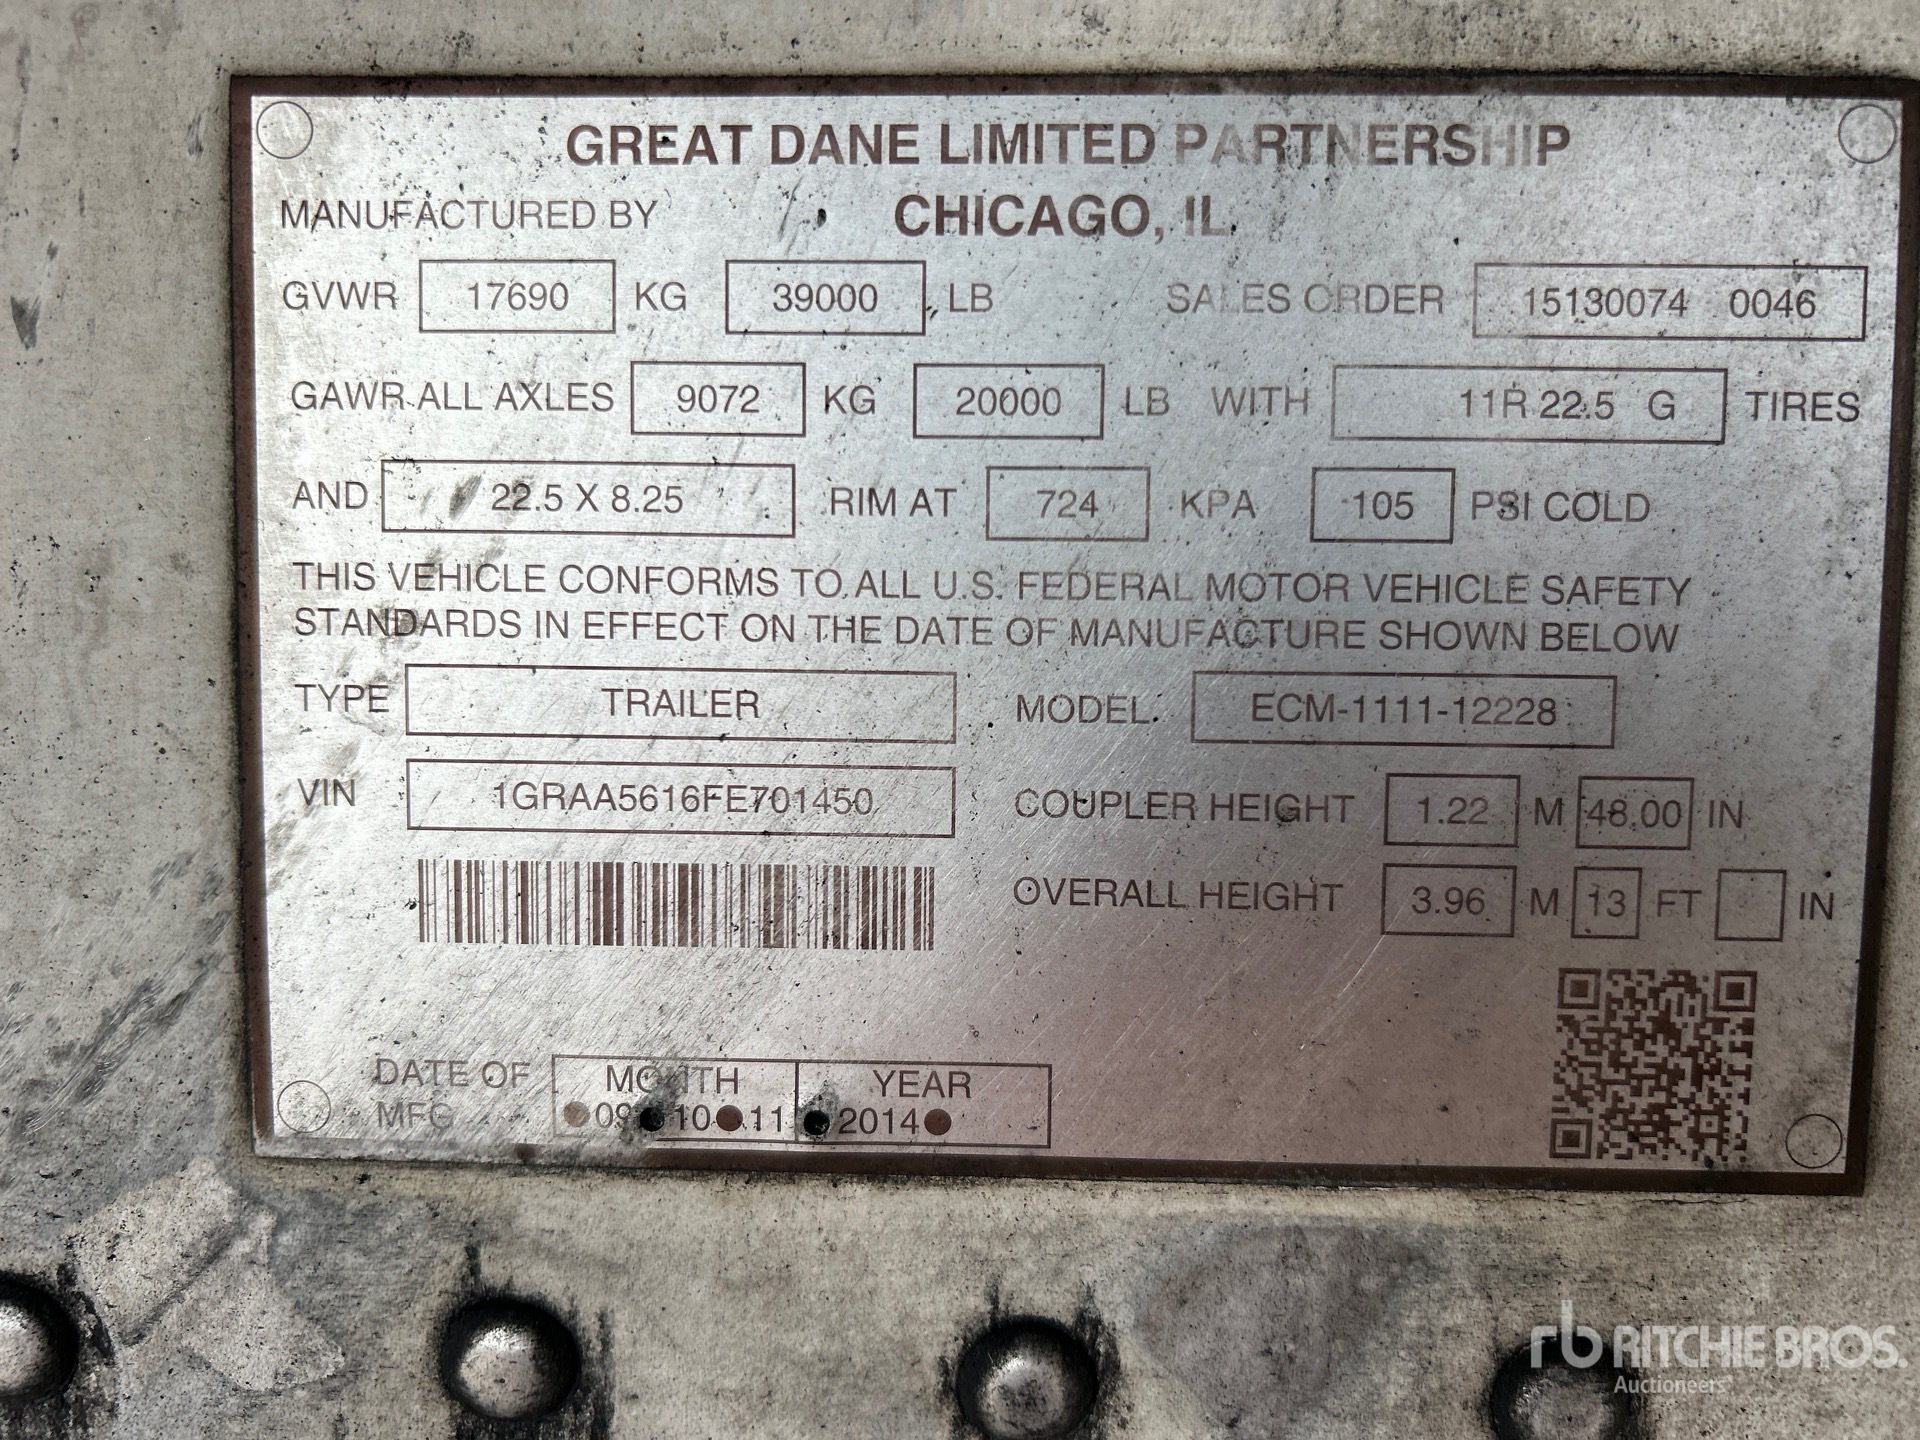 GREAT DANE LIMITED PARTNERSHIP
MANUFACTURED BY CHICAGO, IL
GVWR 17690 KG 39000 LB SALES ORDER 15130074 0046
GAWR ALL AXLES 9072 KG 20000 LB WITH 11R 22.5 G TIRES
AND 22.5 X 8.25 RIM AT 724 KPA 105 PSI COLD
THIS VEHICLE CONFORMS TO ALL U.S. FEDERAL MOTOR VEHICLE SAFETY
STANDARDS IN EFFECT ON THE DATE OF MANUFACTURE SHOWN BELOW
TYPE TRAILER MODEL ECM-1111-12228
VIN 1GRAA5616FE701450 COUPLER HEIGHT 1.22 M 48.00 IN
OVERALL HEIGHT 3.96 M 13 FT IN
DATE OF MONTH YEAR
MFG 09 10 11 2014
rb RITCHIE BROS.
Auctioneers